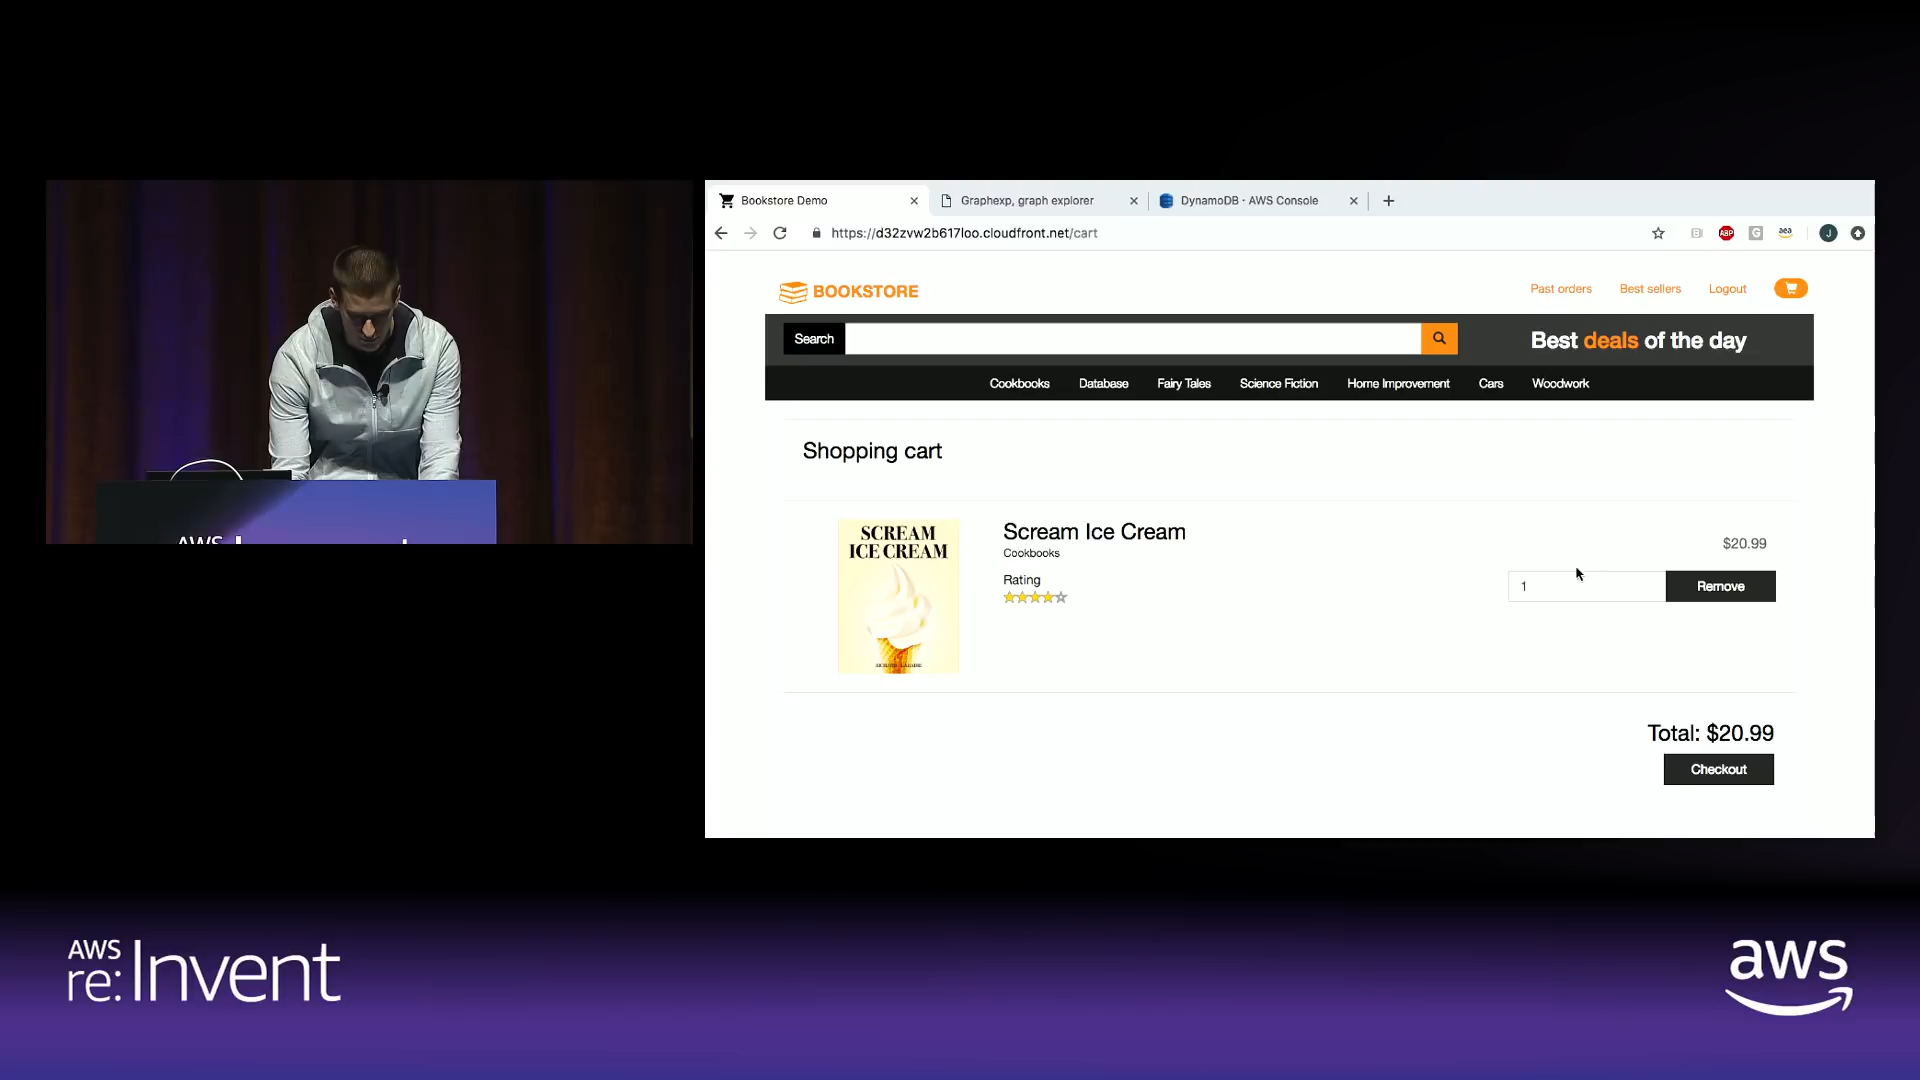 Bookstore Demo
Graphexp, graph explorer
DynamoDB · AWS Console
https://d32zvw2b617loo.cloudfront.net/cart
ABP
aea
J
BOOKSTORE
Past orders
Best sellers
Logout
Search
Best deals of the day
Cookbooks
Database
Fairy Tales
Science Fiction
Home Improvement
Cars
Woodwork
Shopping cart
SCREAM
ICE CREAM
Scream Ice Cream
Cookbooks
Rating
$20.99
1
Remove
Total: $20.99
Checkout
AWS
AWS
re:Invent
aws